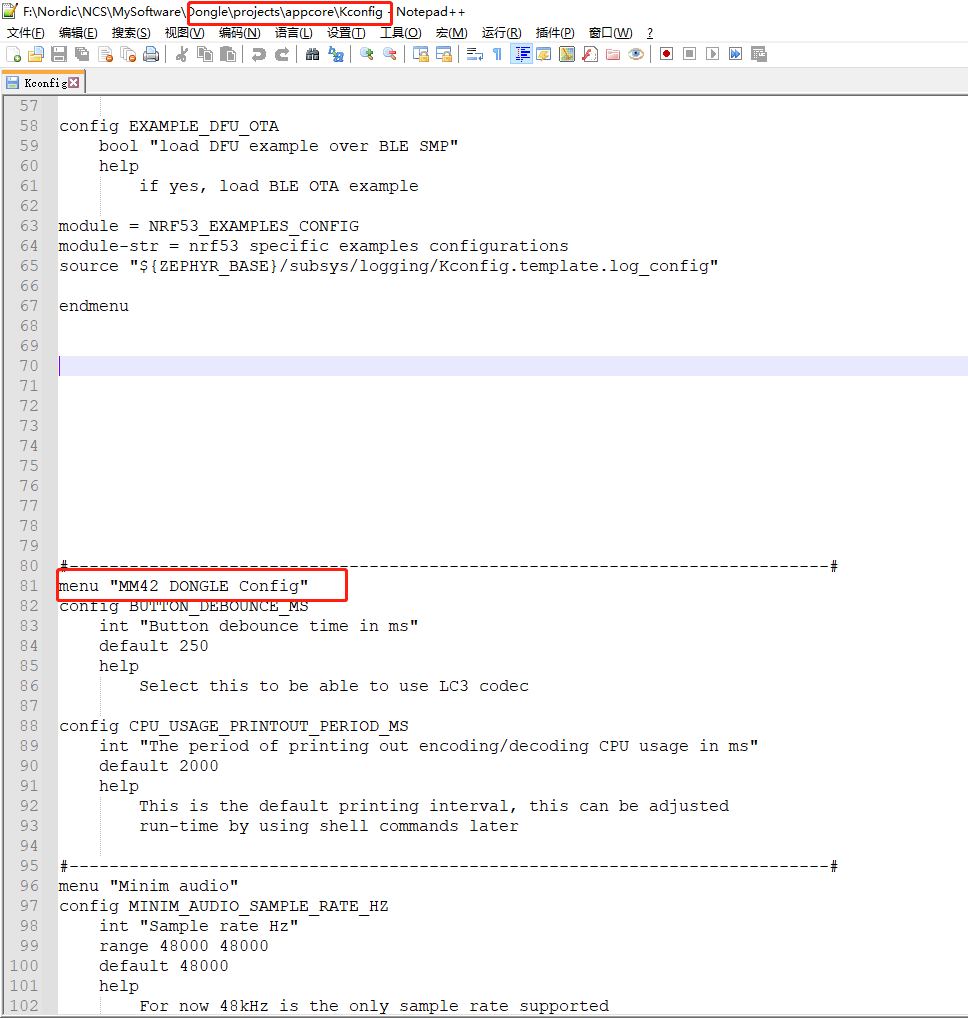 F:\Nordic\NCS\MySoftware\Dongle\projects\appcore\Kconfig - Notepad++
文件(F) 编辑(E) 搜索(S) 视图(V) 编码(N) 语言(L) 设置(T) 工具(O) 宏(M) 运行(R) 插件(P) 窗口(W) ?
Kconfig
57
58 config EXAMPLE_DFU_OTA
59 bool "load DFU example over BLE SMP"
60 help
61 if yes, load BLE OTA example
62
63 module = NRF53_EXAMPLES_CONFIG
64 module-str = nrf53 specific examples configurations
65 source "${ZEPHYR_BASE}/subsys/logging/Kconfig.template.log_config"
66
67 endmenu
68
69
70
71
72
73
74
75
76
77
78
79
80 #----------------------------------------------------------------------------#
81 menu "MM42 DONGLE Config"
82 config BUTTON_DEBOUNCE_MS
83 int "Button debounce time in ms"
84 default 250
85 help
86 Select this to be able to use LC3 codec
87
88 config CPU_USAGE_PRINTOUT_PERIOD_MS
89 int "The period of printing out encoding/decoding CPU usage in ms"
90 default 2000
91 help
92 This is the default printing interval, this can be adjusted
93 run-time by using shell commands later
94
95 #----------------------------------------------------------------------------#
96 menu "Minim audio"
97 config MINIM_AUDIO_SAMPLE_RATE_HZ
98 int "Sample rate Hz"
99 range 48000 48000
100 default 48000
101 help
102 For now 48kHz is the only sample rate supported